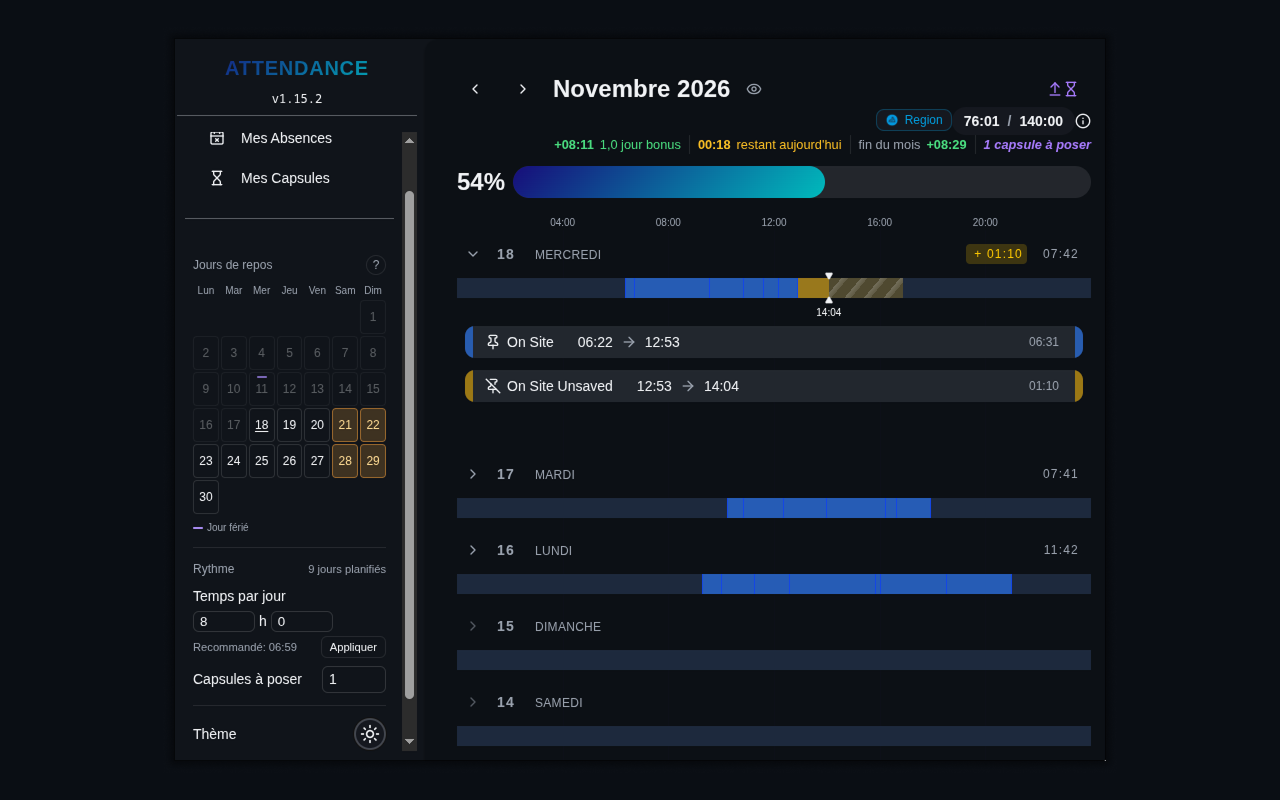 ATTENDANCE
v1.15.2
Mes Absences
Mes Capsules
Jours de repos ?
Lun Mar Mer Jeu Ven Sam Dim
1
2 3 4 5 6 7 8
9 10 11 12 13 14 15
16 17 18 19 20 21 22
23 24 25 26 27 28 29
30
Jour férié
Rythme 9 jours planifiés
Temps par jour
8 h 0
Recommandé: 06:59 Appliquer
Capsules à poser 1
Thème
Novembre 2026
Region 76:01 / 140:00
+08:11 1,0 jour bonus 00:18 restant aujourd'hui fin du mois +08:29 1 capsule à poser
54%
04:00 08:00 12:00 16:00 20:00
18 MERCREDI + 01:10 07:42
14:04
On Site 06:22 → 12:53 06:31
On Site Unsaved 12:53 → 14:04 01:10
17 MARDI 07:41
16 LUNDI 11:42
15 DIMANCHE
14 SAMEDI